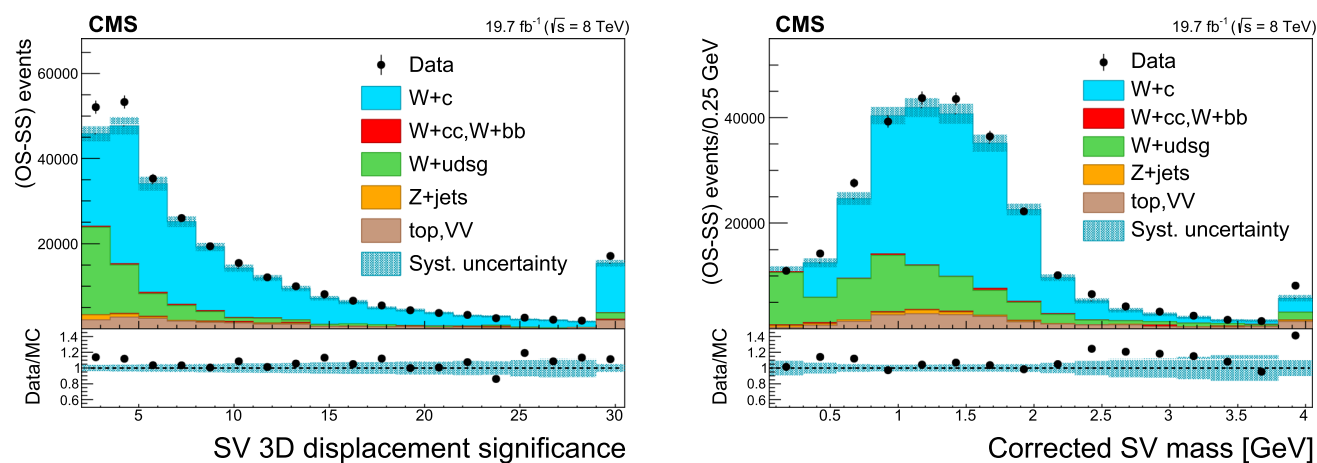 CMS
19.7 fb⁻¹ (√s = 8 TeV)
(OS-SS) events
60000
40000
20000
Data
W+c
W+cc,W+bb
W+udsg
Z+jets
top,VV
Syst. uncertainty
Data/MC
1.4
1.2
1
0.8
0.6
5 10 15 20 25 30
SV 3D displacement significance
CMS
19.7 fb⁻¹ (√s = 8 TeV)
(OS-SS) events/0.25 GeV
40000
20000
Data
W+c
W+cc,W+bb
W+udsg
Z+jets
top,VV
Syst. uncertainty
Data/MC
1.4
1.2
1
0.8
0.6
0.5 1 1.5 2 2.5 3 3.5 4
Corrected SV mass [GeV]